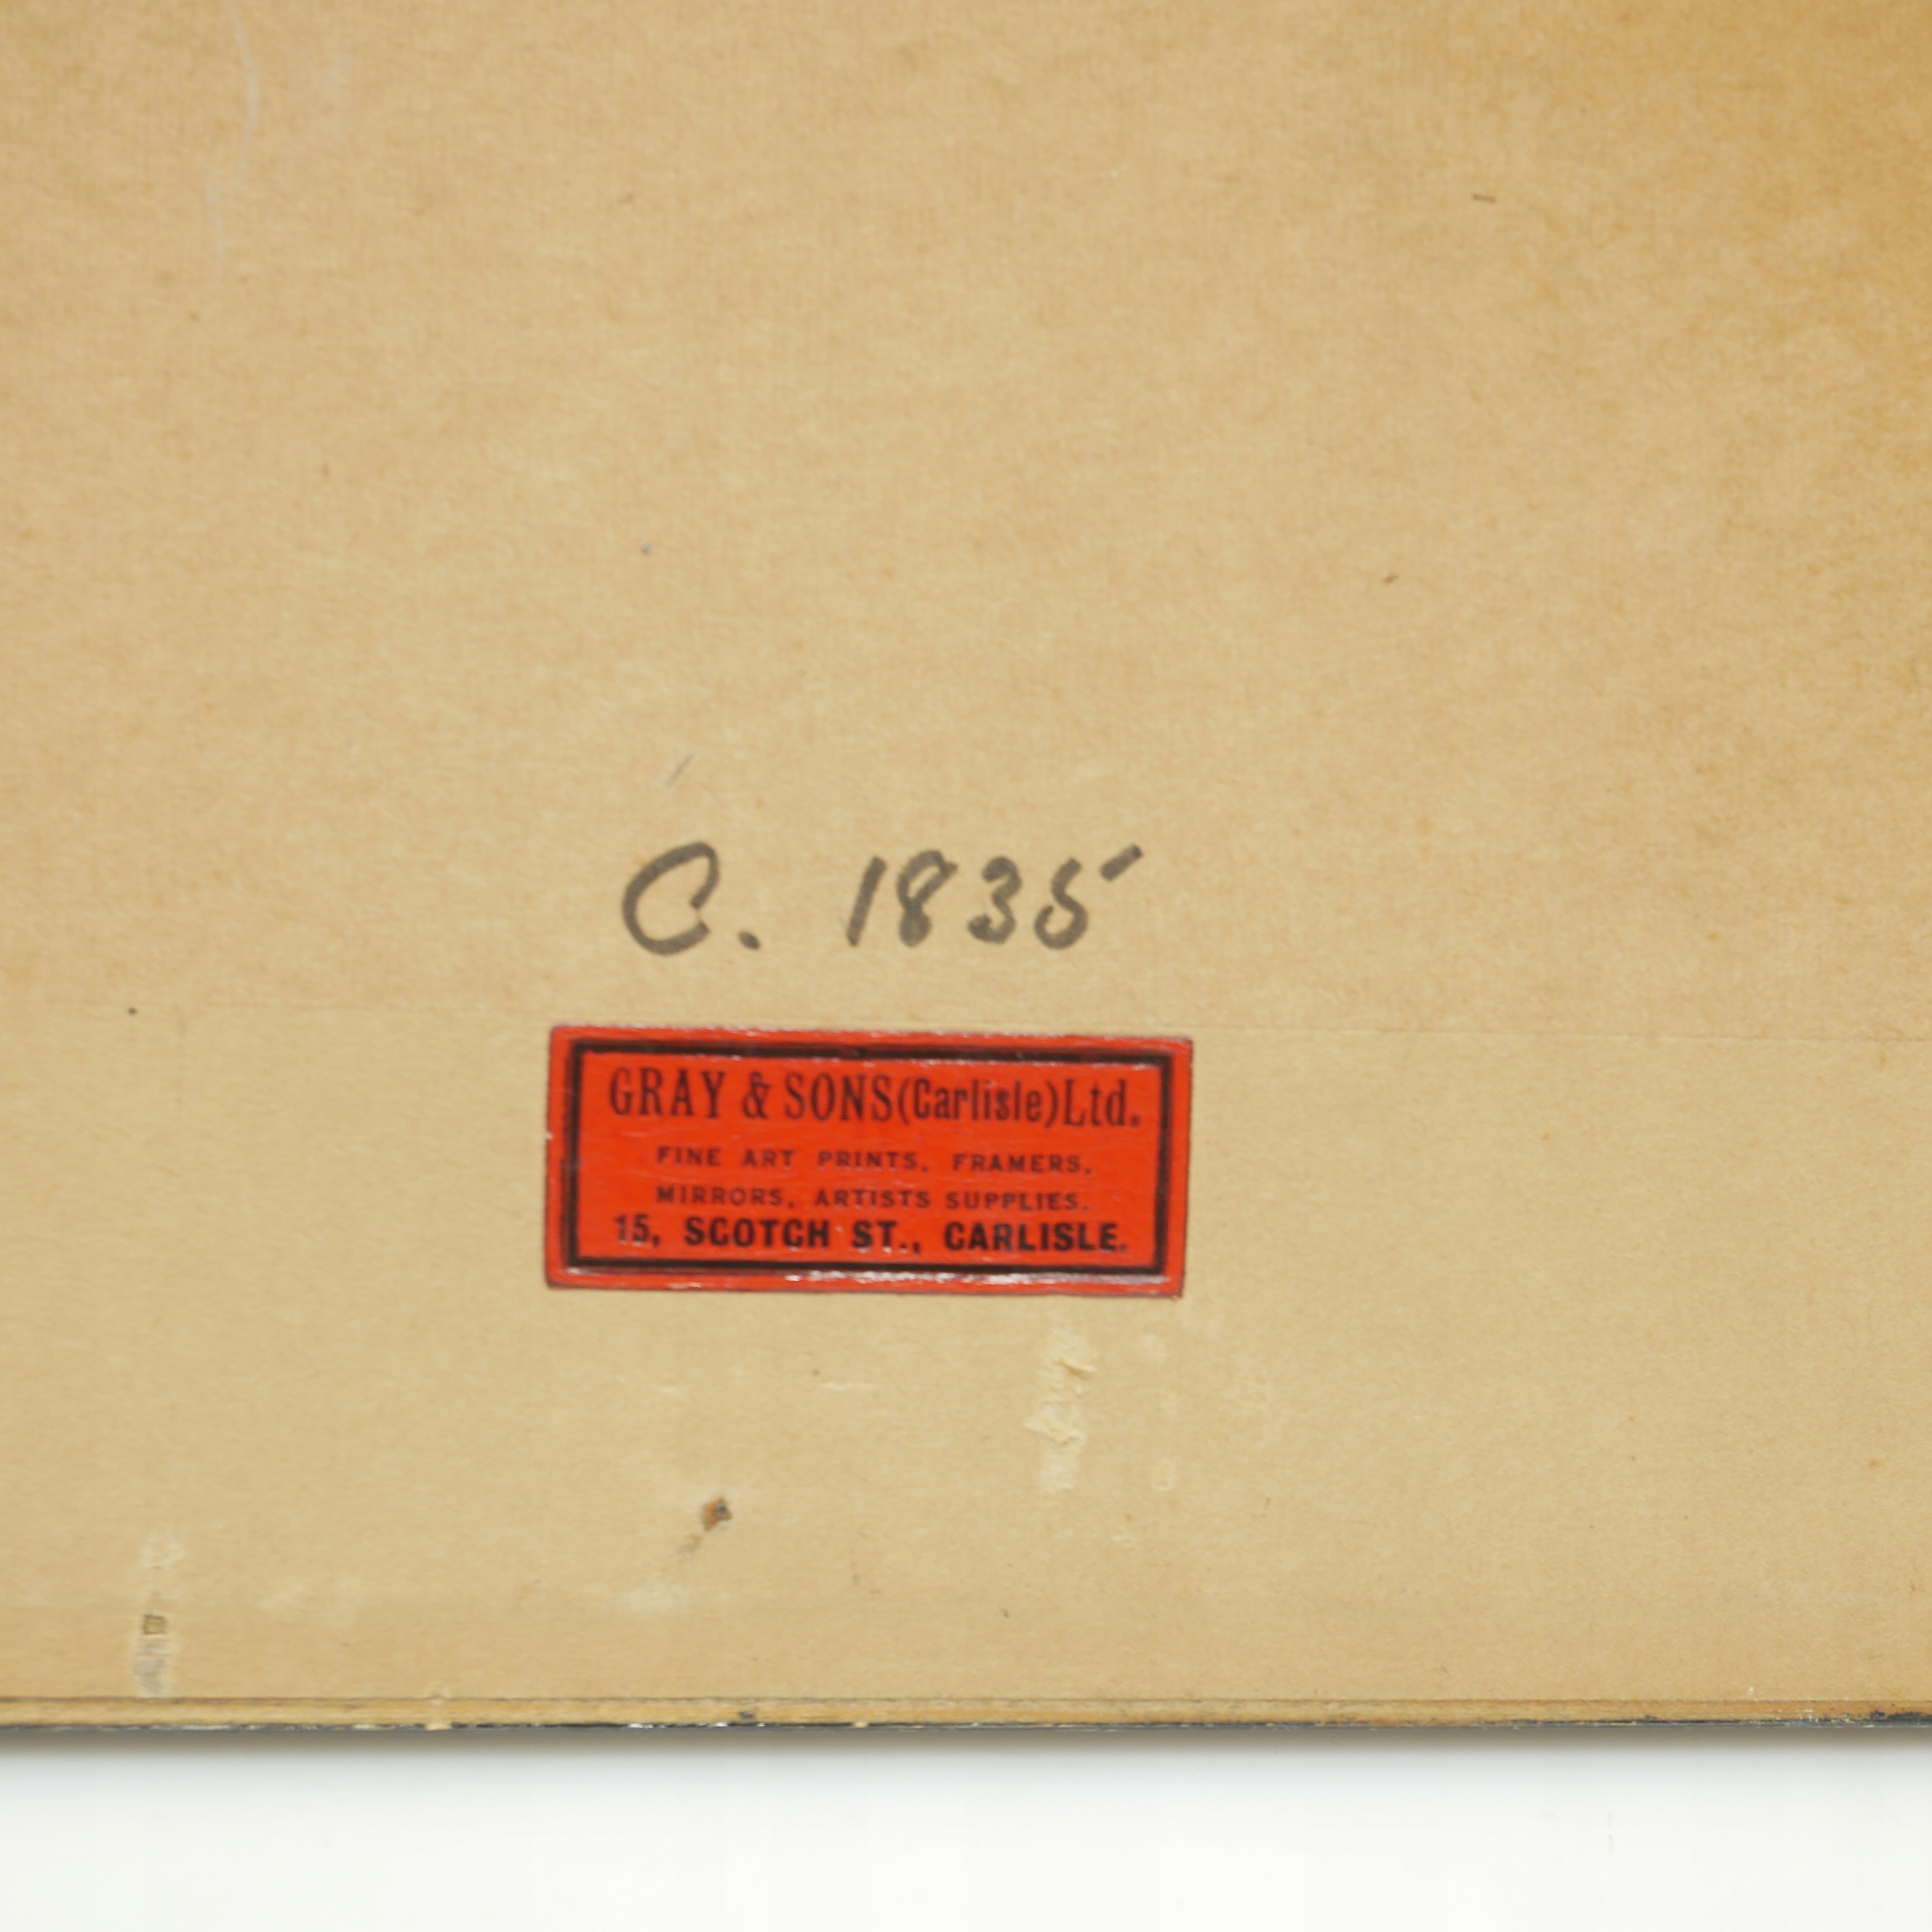 C. 1835
GRAY & SONS(Carlisle)Ltd.
FINE ART PRINTS, FRAMERS,
MIRRORS, ARTISTS SUPPLIES.
15, SCOTCH ST., CARLISLE.